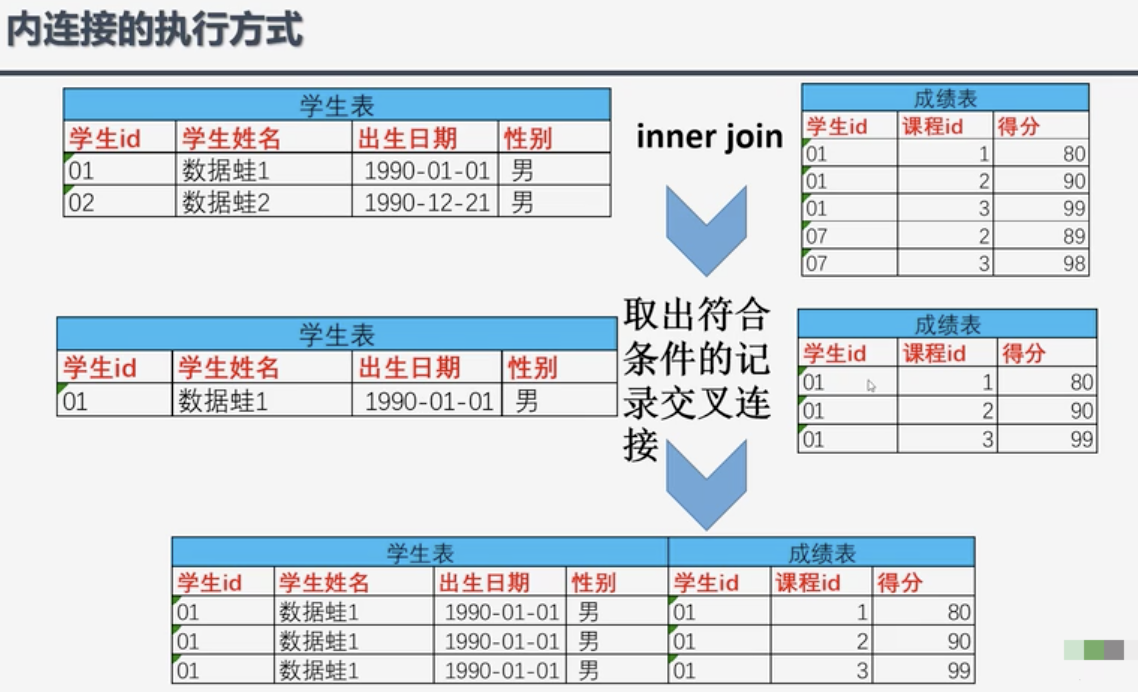 内连接的执行方式
学生表
学生id 学生姓名 出生日期 性别
01 数据蛙1 1990-01-01 男
02 数据蛙2 1990-12-21 男
inner join
成绩表
学生id 课程id 得分
01 1 80
01 2 90
01 3 99
07 2 89
07 3 98
学生表
学生id 学生姓名 出生日期 性别
01 数据蛙1 1990-01-01 男
取出符合
条件的记
录交叉连
接
成绩表
学生id 课程id 得分
01 1 80
01 2 90
01 3 99
学生表 成绩表
学生id 学生姓名 出生日期 性别 学生id 课程id 得分
01 数据蛙1 1990-01-01 男 01 1 80
01 数据蛙1 1990-01-01 男 01 2 90
01 数据蛙1 1990-01-01 男 01 3 99